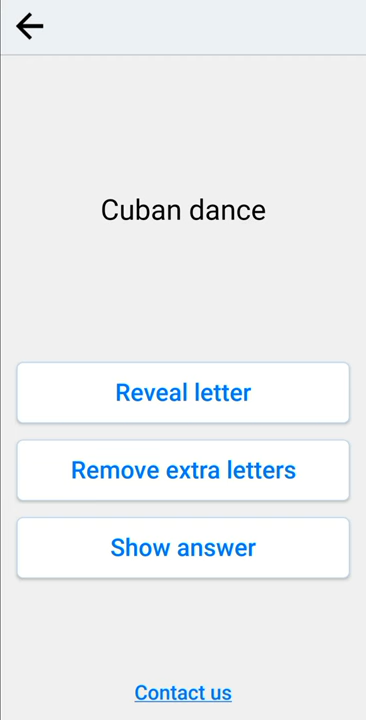 Cuban dance
Reveal letter
Remove extra letters
Show answer
Contact us